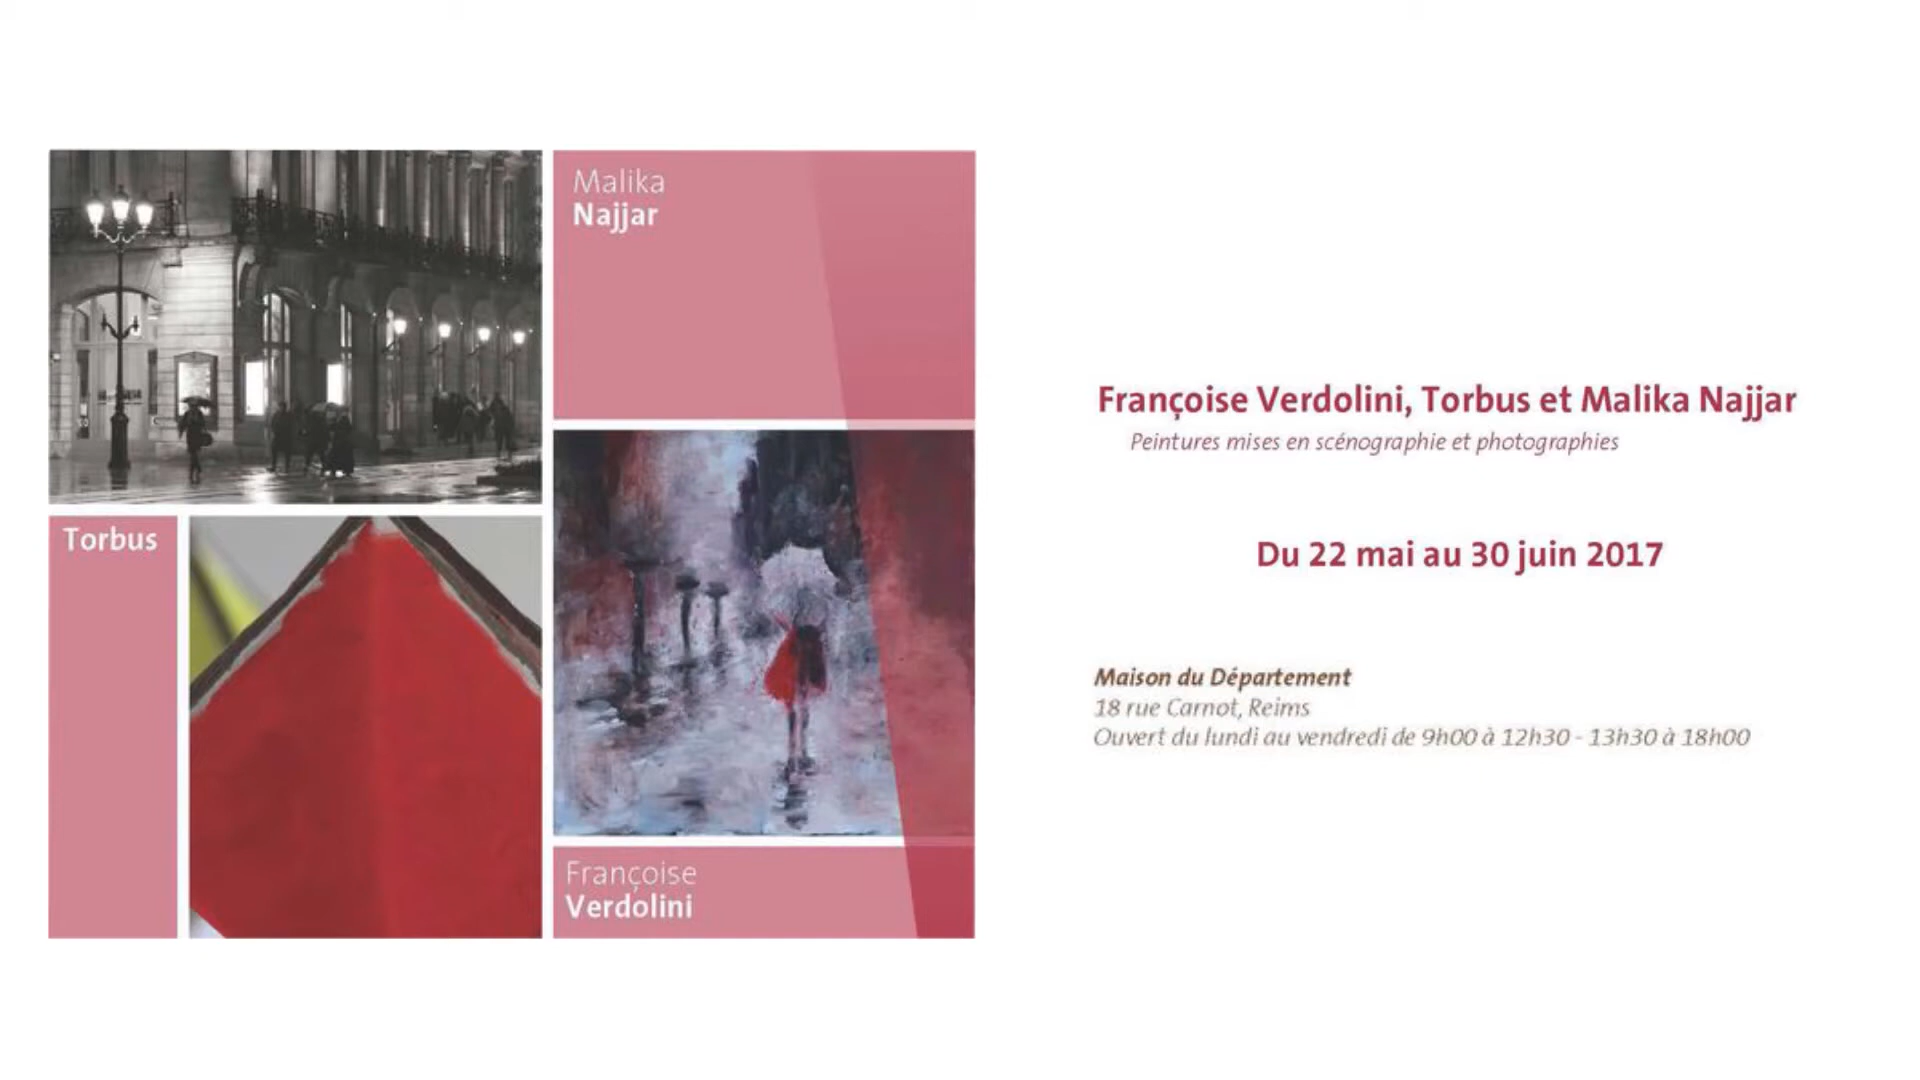 Malika
Najjar
Torbus
Françoise
Verdolini
Françoise Verdolini, Torbus et Malika Najjar
Peintures mises en scénographie et photographies
Du 22 mai au 30 juin 2017
Maison du Département
18 rue Carnot, Reims
Ouvert du lundi au vendredi de 9h00 à 12h30 - 13h30 à 18h00